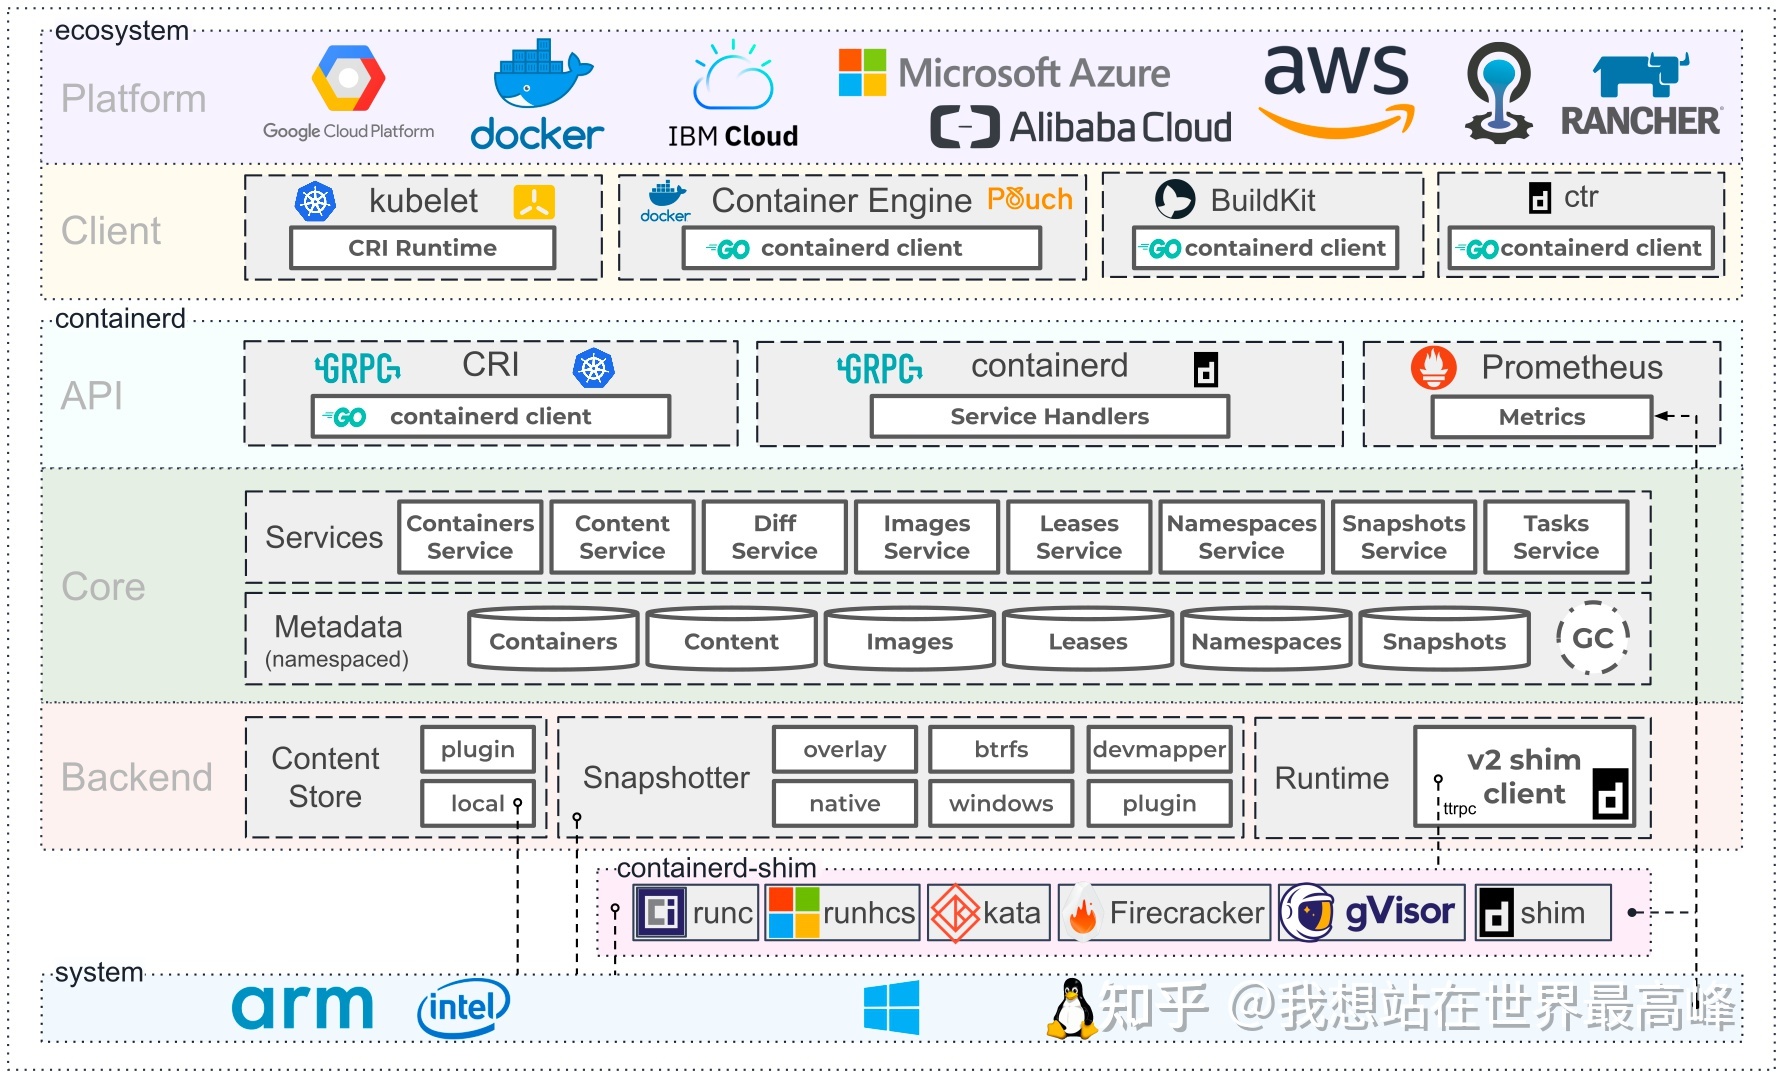 ecosystem
Platform
Google Cloud Platform
docker
IBM Cloud
Microsoft Azure
Alibaba Cloud
aws
RANCHER
Client
kubelet
CRI Runtime
docker
Container Engine
Pouch
GO containerd client
BuildKit
GO containerd client
ctr
GO containerd client
containerd
API
GRPC
CRI
GO containerd client
GRPC
containerd
d
Service Handlers
Prometheus
Metrics
Core
Services
Containers
Service
Content
Service
Diff
Service
Images
Service
Leases
Service
Namespaces
Service
Snapshots
Service
Tasks
Service
Metadata
(namespaced)
Containers
Content
Images
Leases
Namespaces
Snapshots
GC
Backend
Content
Store
plugin
local
Snapshotter
overlay
btrfs
devmapper
native
windows
plugin
Runtime
v2 shim
client
ttrpc
d
containerd-shim
runc
runhcs
kata
Firecracker
gVisor
d
shim
system
arm
intel
知乎 @我想站在世界最高峰